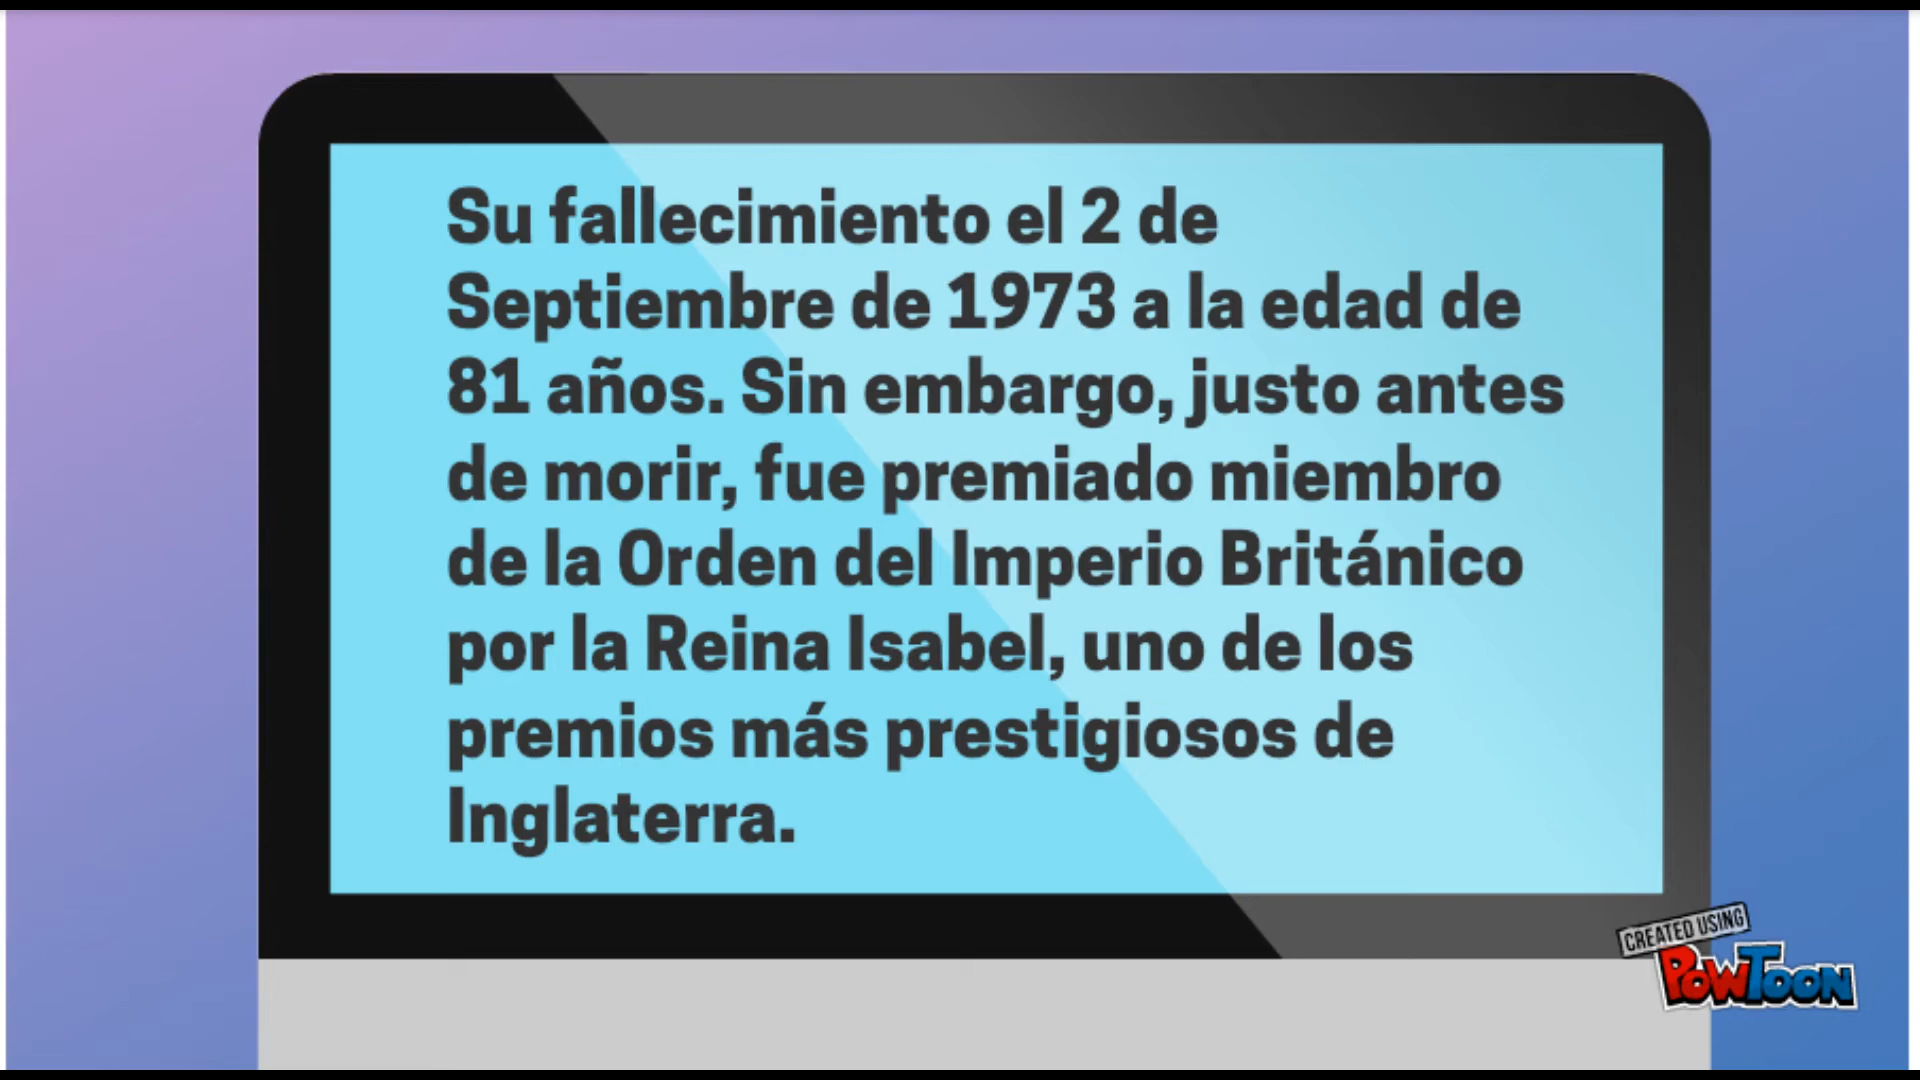 Su fallecimiento el 2 de
Septiembre de 1973 a la edad de
81 años. Sin embargo, justo antes
de morir, fue premiado miembro
de la Orden del Imperio Británico
por la Reina Isabel, uno de los
premios más prestigiosos de
Inglaterra.
CREATED USING
POWTOON